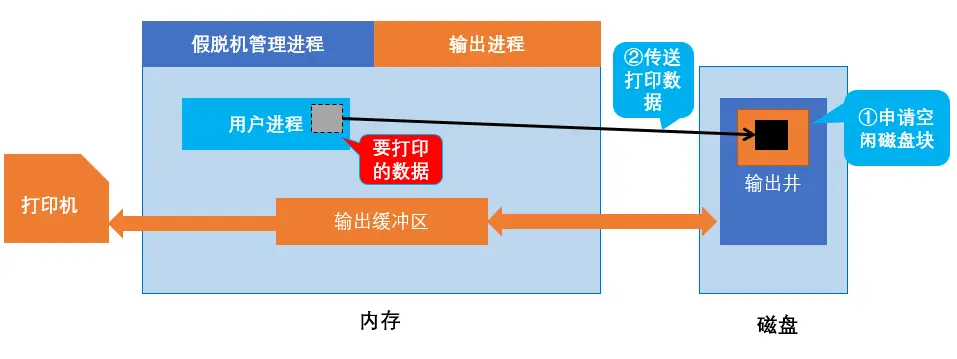 假脱机管理进程
输出进程
②传送
打印数
据
用户进程
①申请空
闲磁盘块
要打印
的数据
输出井
打印机
输出缓冲区
内存
磁盘